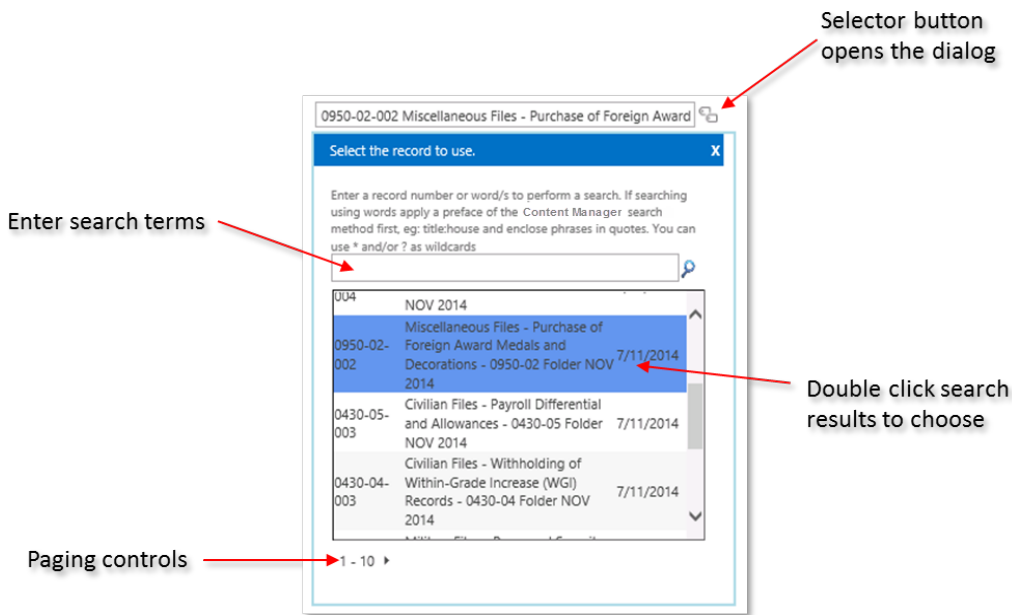 Selector button
opens the dialog
0950-02-002 Miscellaneous Files - Purchase of Foreign Award
Select the record to use.
X
Enter a record number or word/s to perform a search. If searching
using words apply a preface of the Content Manager search
method first, eg: title:house and enclose phrases in quotes. You can
use * and/or ? as wildcards
Enter search terms
004
NOV 2014
0950-02-
002
Miscellaneous Files - Purchase of
Foreign Award Medals and
Decorations - 0950-02 Folder NOV
2014
7/11/2014
Double click search
results to choose
0430-05-
003
Civilian Files - Payroll Differential
and Allowances - 0430-05 Folder
NOV 2014
7/11/2014
0430-04-
003
Civilian Files - Withholding of
Within-Grade Increase (WGI)
Records - 0430-04 Folder NOV
2014
7/11/2014
Paging controls
1 - 10